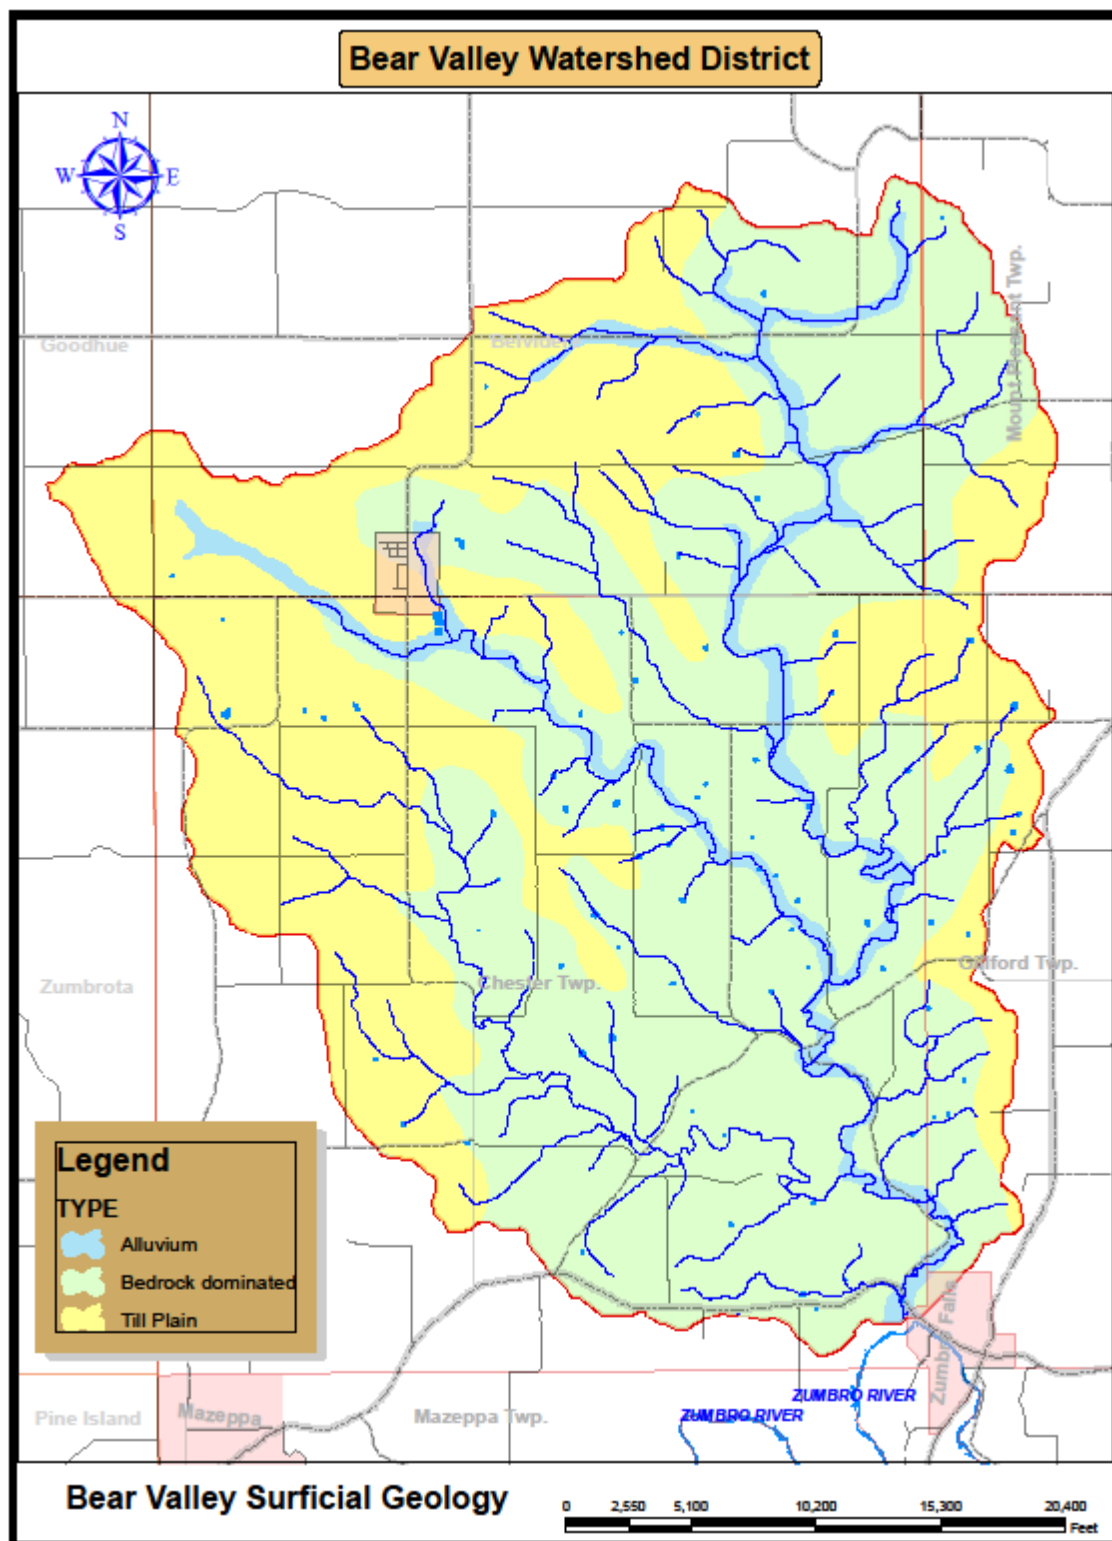 Bear Valley Watershed District
N
W E
S
Mount Pleasant Twp.
Goodhue
Zumbrota
Chester Twp.
Gillford Twp.
Legend
TYPE
Alluvium
Bedrock dominated
Till Plain
Zumbro Falls
ZUMBRO RIVER
ZUMBRO RIVER
Pine Island
Mazeppa
Mazeppa Twp.
Bear Valley Surficial Geology
0 2,550 5,100 10,200 15,300 20,400
Feet